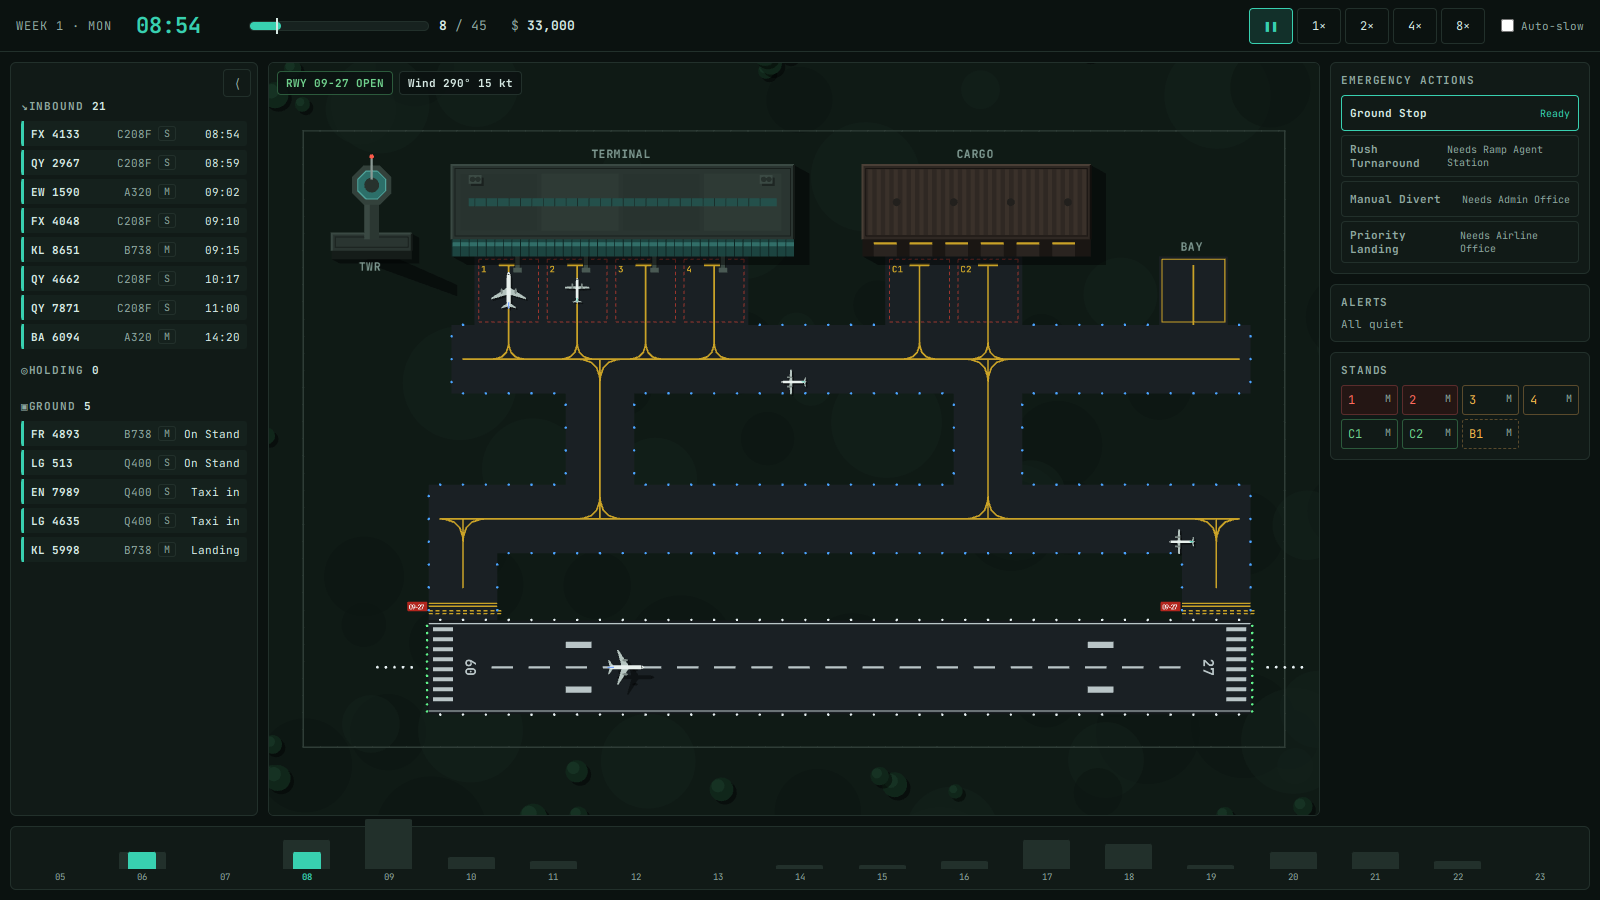 WEEK 1 · MON
08:54
8 / 45
$ 33,000
1×
2×
4×
8×
Auto-slow
INBOUND 21
FX 4133 C208F S 08:54
QY 2967 C208F S 08:59
EW 1590 A320 M 09:02
FX 4048 C208F S 09:10
KL 8651 B738 M 09:15
QY 4662 C208F S 10:17
QY 7871 C208F S 11:00
BA 6094 A320 M 14:20
HOLDING 0
GROUND 5
FR 4893 B738 M On Stand
LG 513 Q400 S On Stand
EN 7989 Q400 S Taxi in
LG 4635 Q400 S Taxi in
KL 5998 B738 M Landing
RWY 09-27 OPEN
Wind 290° 15 kt
TERMINAL
CARGO
TWR
BAY
1
2
3
4
C1
C2
09-27
09-27
09
27
EMERGENCY ACTIONS
Ground Stop Ready
Rush Turnaround Needs Ramp Agent Station
Manual Divert Needs Admin Office
Priority Landing Needs Airline Office
ALERTS
All quiet
STANDS
1 M
2 M
3 M
4 M
C1 M
C2 M
B1 M
05 06 07 08 09 10 11 12 13 14 15 16 17 18 19 20 21 22 23